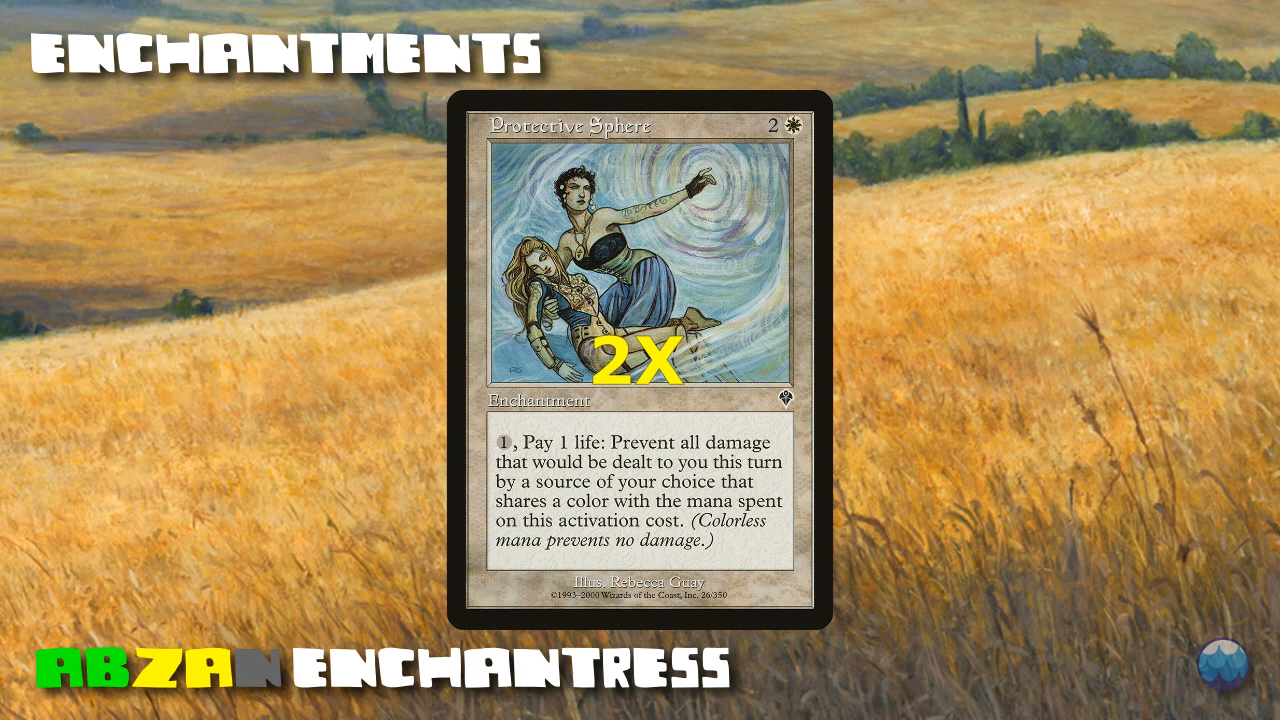 ENCHANTMENTS
Protective Sphere 2
2X
Enchantment
1, Pay 1 life: Prevent all damage
that would be dealt to you this turn
by a source of your choice that
shares a color with the mana spent
on this activation cost. (Colorless
mana prevents no damage.)
Illus. Rebecca Guay
©1993–2000 Wizards of the Coast, Inc. 26/350
ABZAN ENCHANTRESS